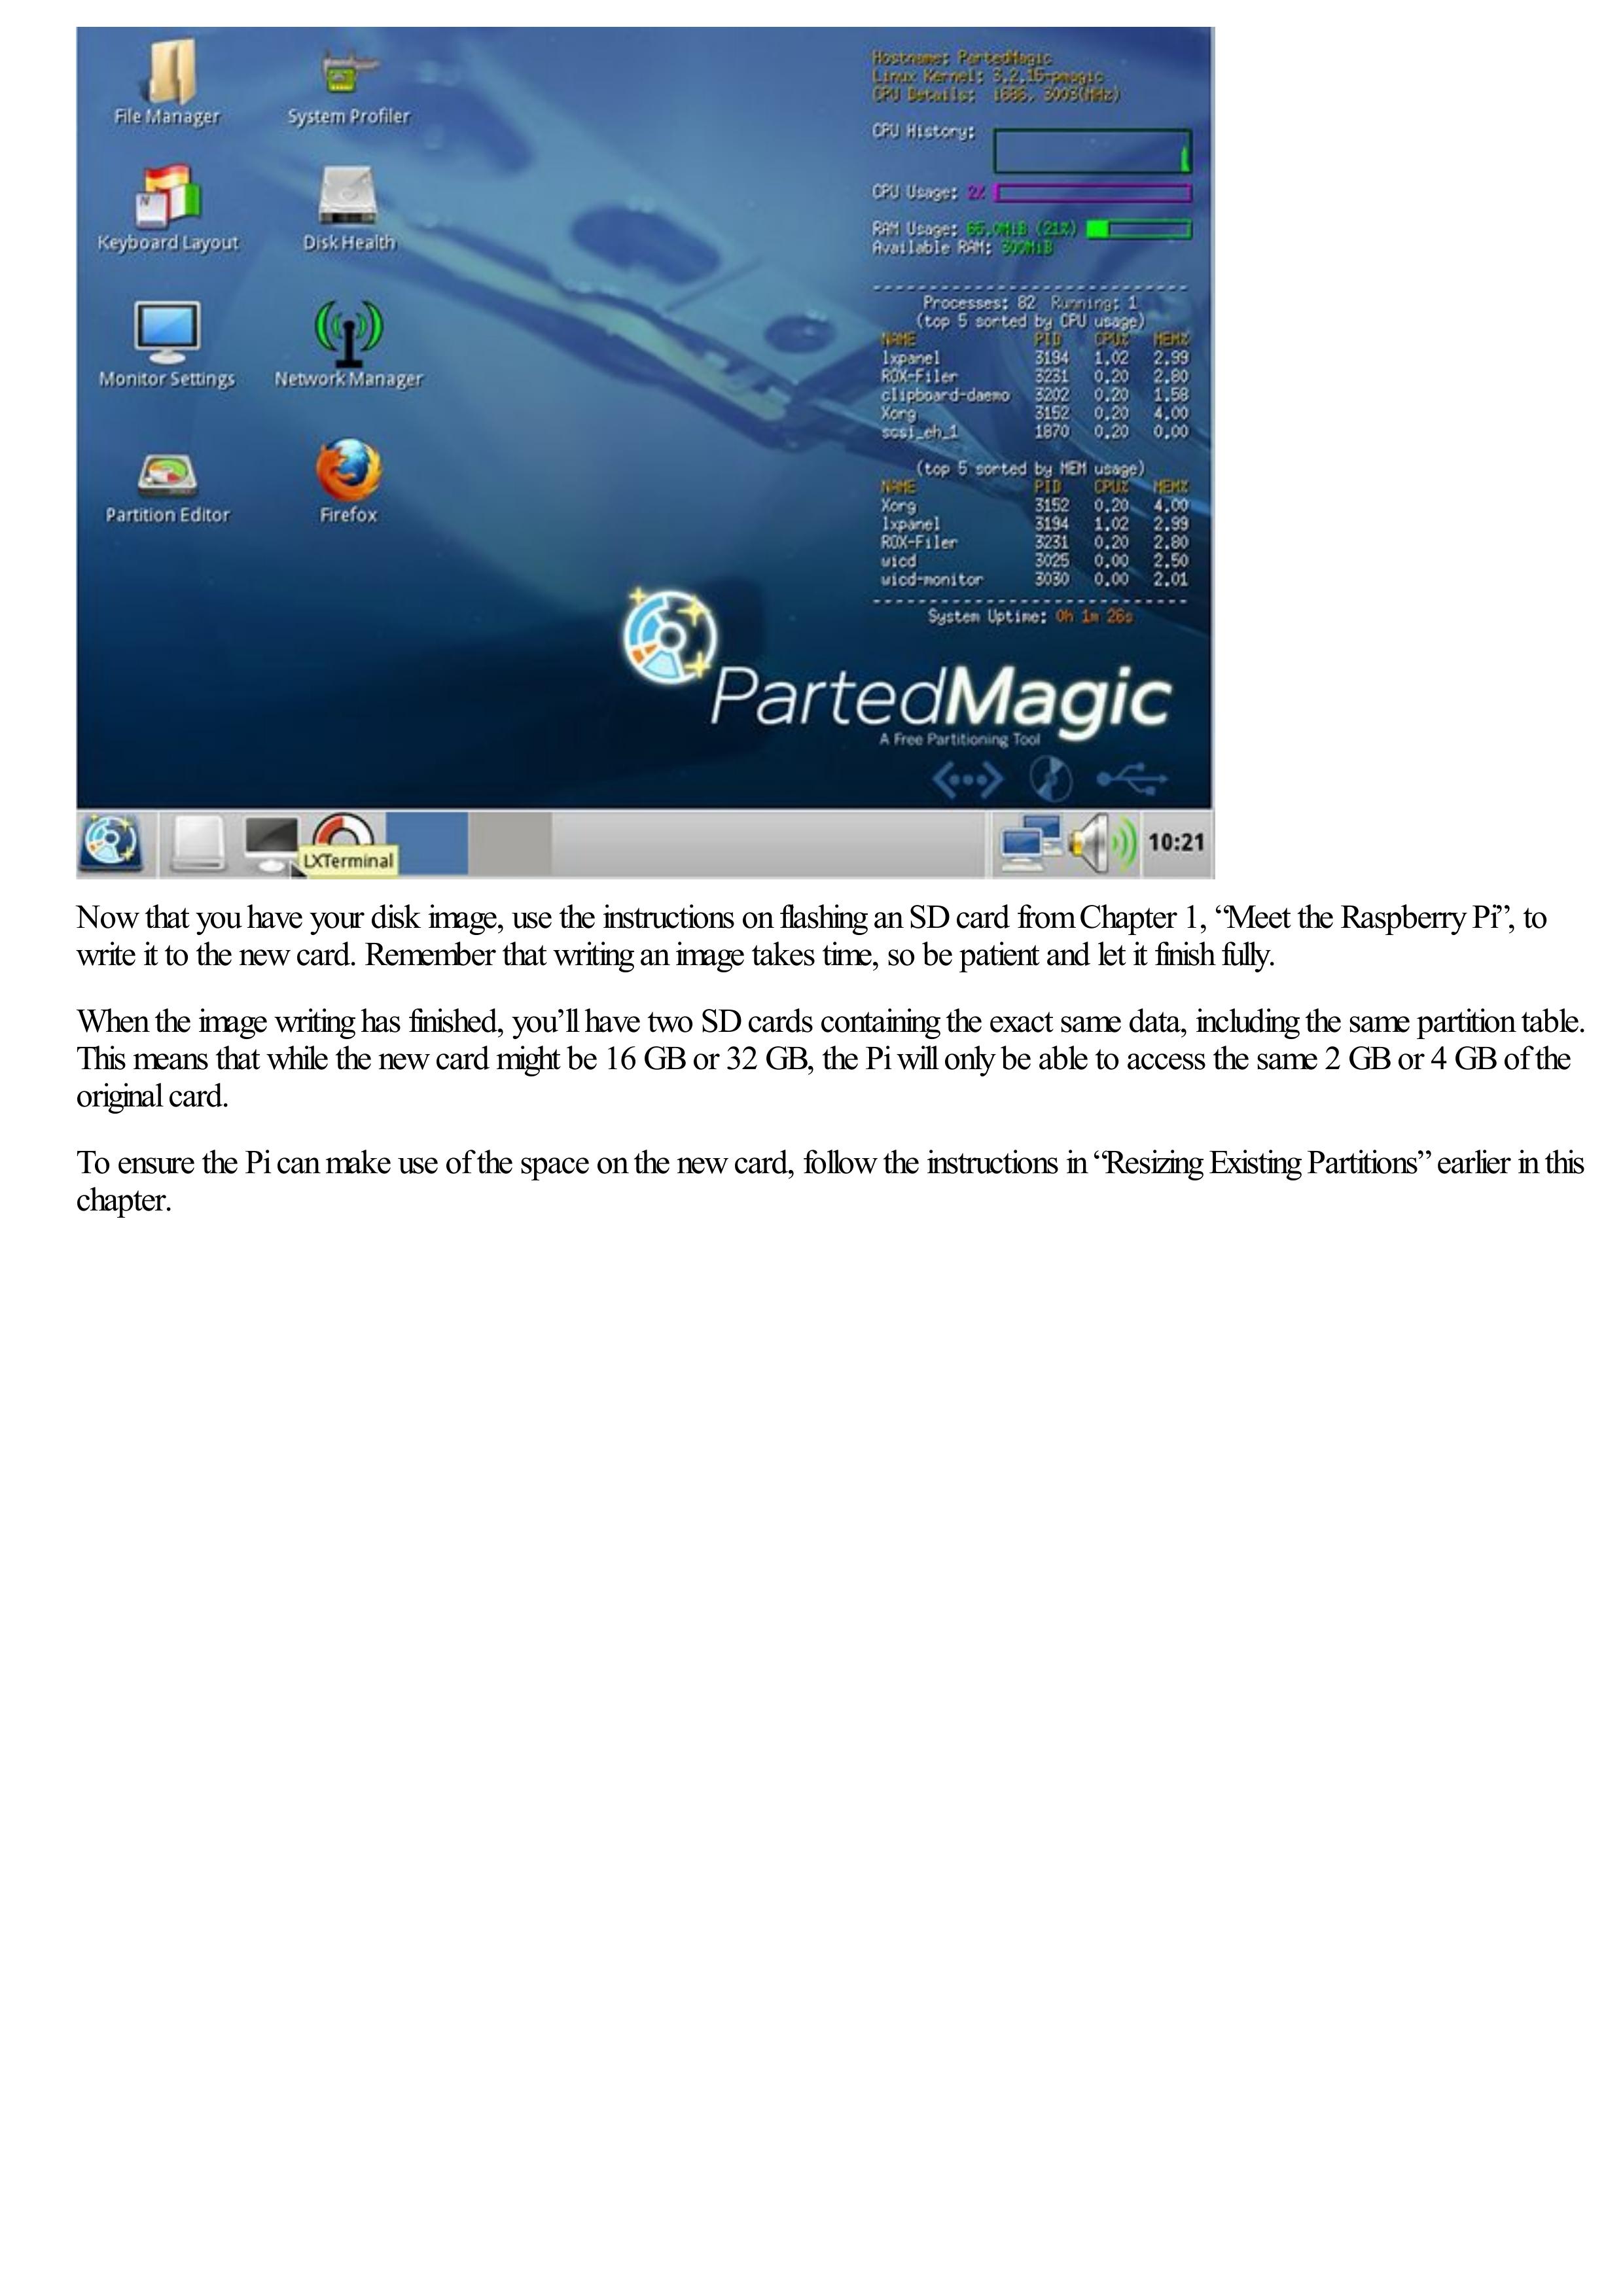 File Manager
System Profiler
Keyboard Layout
Disk Health
Monitor Settings
Network Manager
Partition Editor
Firefox
Hostname: PartedMagic
Linux Kernel: 3.2.15-pmagic
CPU Details: i686, 3003(MHz)
CPU History:
CPU Usage: 2%
RAM Usage: 65.0MiB (21%)
Available RAM: 300MiB
Processes: 82 Running: 1
(top 5 sorted by CPU usage)
NAME PID CPU% MEM%
lxpanel 3194 1.02 2.99
ROX-Filer 3231 0.20 2.80
clipboard-daemo 3202 0.20 1.58
Xorg 3152 0.20 4.00
scsi_eh_1 1870 0.20 0.00
(top 5 sorted by MEM usage)
NAME PID CPU% MEM%
Xorg 3152 0.20 4.00
lxpanel 3194 1.02 2.99
ROX-Filer 3231 0.20 2.80
wicd 3025 0.00 2.50
wicd-monitor 3030 0.00 2.01
System Uptime: 0h 1m 26s
PartedMagic
A Free Partitioning Tool
LXTerminal
10:21
Now that you have your disk image, use the instructions on flashing an SD card from Chapter 1, “Meet the Raspberry Pi”, to
write it to the new card. Remember that writing an image takes time, so be patient and let it finish fully.
When the image writing has finished, you’ll have two SD cards containing the exact same data, including the same partition table.
This means that while the new card might be 16 GB or 32 GB, the Pi will only be able to access the same 2 GB or 4 GB of the
original card.
To ensure the Pi can make use of the space on the new card, follow the instructions in “Resizing Existing Partitions” earlier in this
chapter.